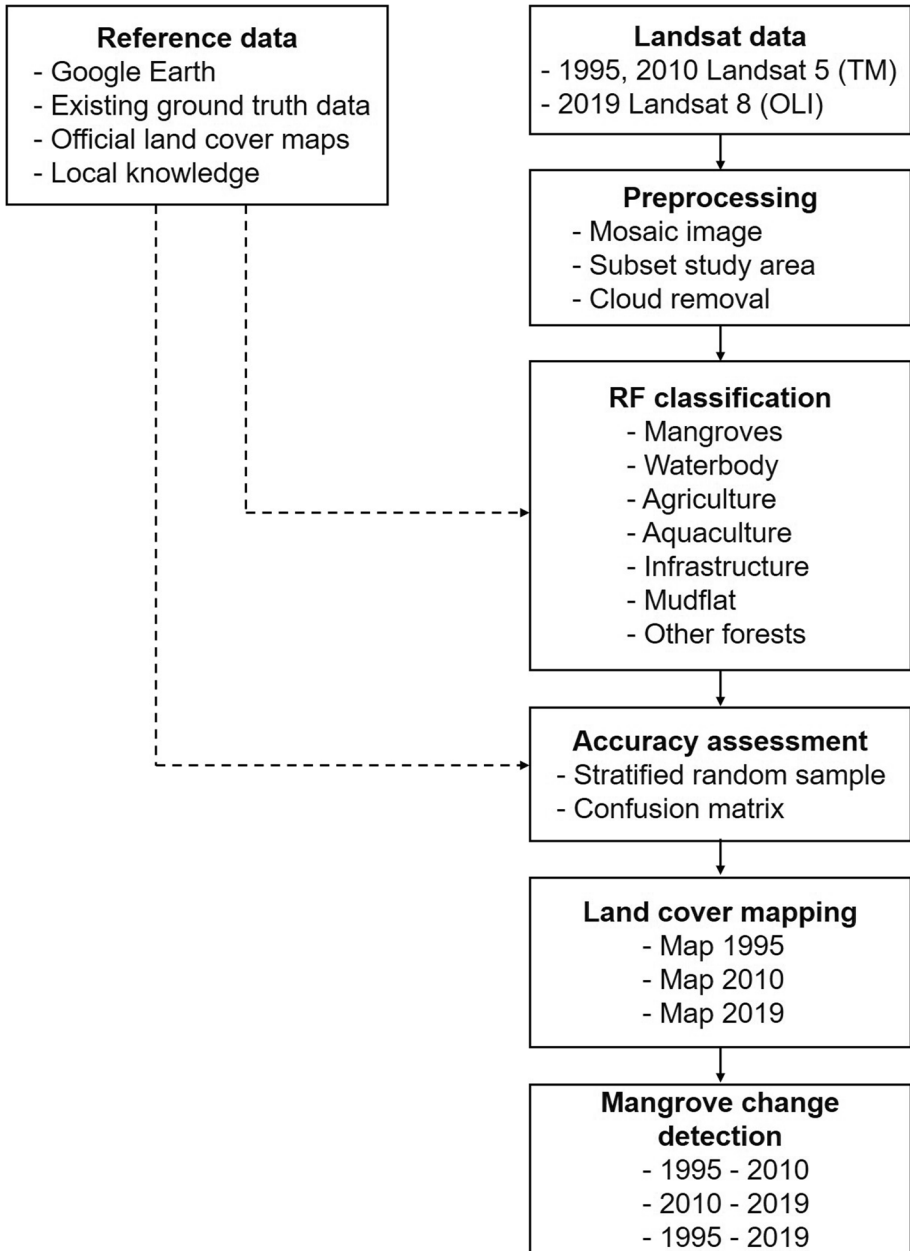 Reference data
- Google Earth
- Existing ground truth data
- Official land cover maps
- Local knowledge
Landsat data
- 1995, 2010 Landsat 5 (TM)
- 2019 Landsat 8 (OLI)
Preprocessing
- Mosaic image
- Subset study area
- Cloud removal
RF classification
- Mangroves
- Waterbody
- Agriculture
- Aquaculture
- Infrastructure
- Mudflat
- Other forests
Accuracy assessment
- Stratified random sample
- Confusion matrix
Land cover mapping
- Map 1995
- Map 2010
- Map 2019
Mangrove change
detection
- 1995 - 2010
- 2010 - 2019
- 1995 - 2019